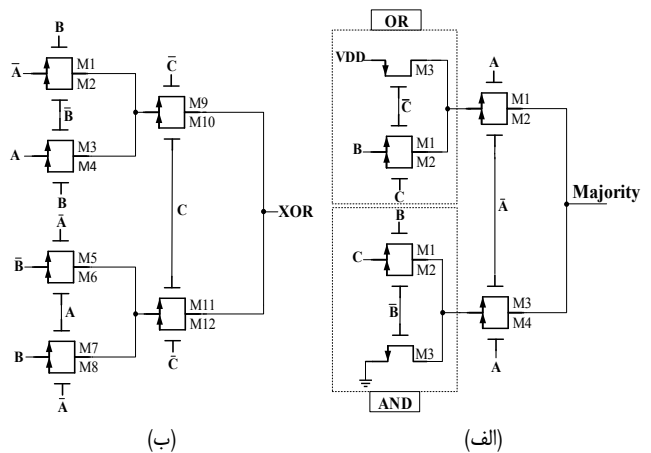 B
Ā
M1
M2
B̄
A
M3
M4
B
Ā
B̄
M5
M6
A
B
M7
M8
Ā
C̄
M9
M10
C
XOR
M11
M12
C̄
(ب)
OR
VDD
M3
C̄
B
M1
M2
C
B
C
M1
M2
B̄
M3
AND
A
M1
M2
Ā
Majority
M3
M4
A
(الف)